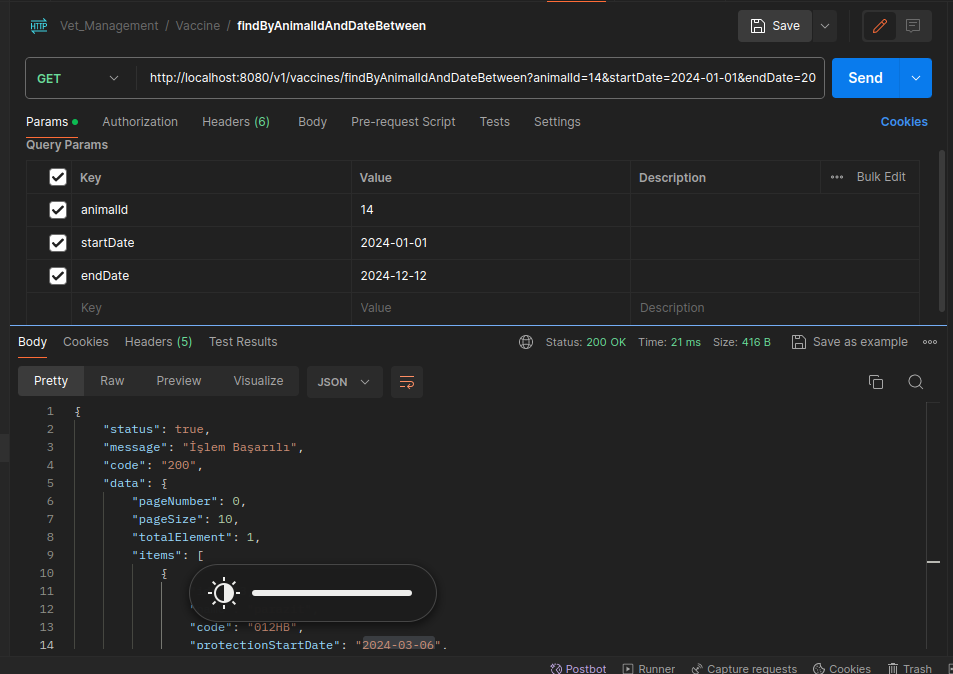 HTTP Vet_Management / Vaccine / findByAnimalIdAndDateBetween Save
GET http://localhost:8080/v1/vaccines/findByAnimalIdAndDateBetween?animalId=14&startDate=2024-01-01&endDate=20 Send
Params Authorization Headers (6) Body Pre-request Script Tests Settings Cookies
Query Params
Key Value Description Bulk Edit
animalId 14
startDate 2024-01-01
endDate 2024-12-12
Key Value Description
Body Cookies Headers (5) Test Results Status: 200 OK Time: 21 ms Size: 416 B Save as example
Pretty Raw Preview Visualize JSON
1 {
2 "status": true,
3 "message": "İşlem Başarılı",
4 "code": "200",
5 "data": {
6 "pageNumber": 0,
7 "pageSize": 10,
8 "totalElement": 1,
9 "items": [
10 {
11
12
13 "code": "012HB",
14 "protectionStartDate": "2024-03-06",
Postbot Runner Capture requests Cookies Trash